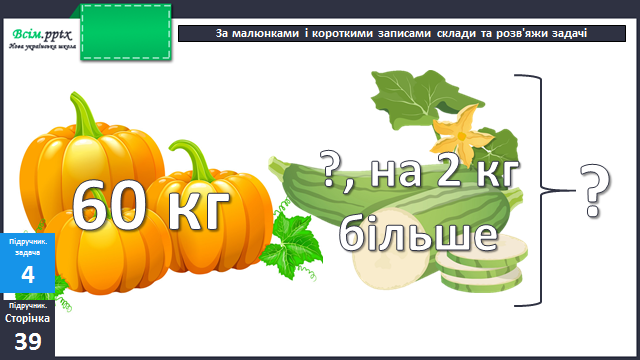 Всім.pptx
Нова українська школа
За малюнками і короткими записами склади та розв'яжи задачі
60 кг
?, на 2 кг
більше
?
Підручник.
задача
4
Підручник.
Сторінка
39